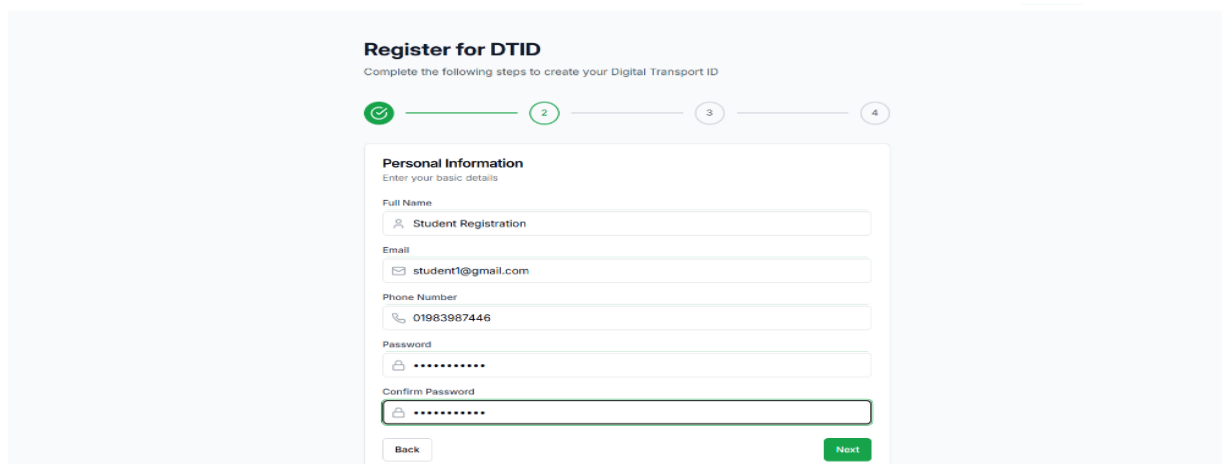 Register for DTID
Complete the following steps to create your Digital Transport ID
2 3 4
Personal Information
Enter your basic details
Full Name
Student Registration
Email
student1@gmail.com
Phone Number
01983987446
Password
•••••••••••
Confirm Password
•••••••••••
Back Next